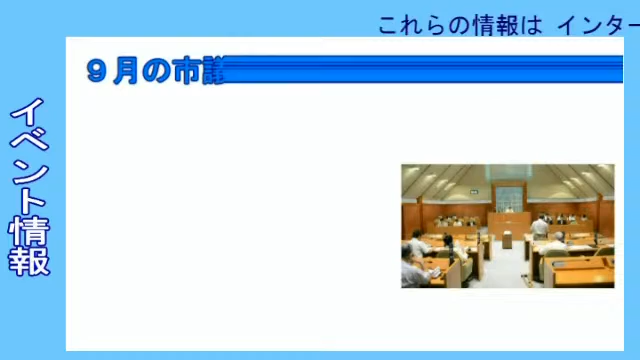 これらの情報は インター
９月の市議
イベント情報